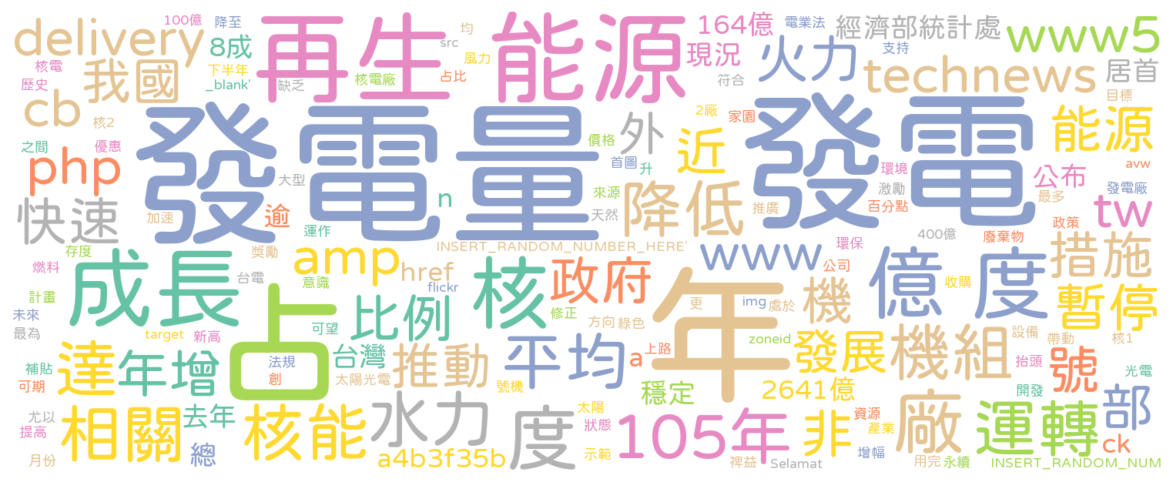 100億 降至 再生 能源 164億 電業法 經濟部統計處 www5
delivery 8成 src 均 現況 火力 支持 居首
核電 我國 下半年 核電廠 占比 風力 符合 technews
歷史 _blank' 缺乏 目標
cb 核2 發電量 2廠 家園 發電 能源
之間 優惠 價格 外 近 avw
php 大型 n 首圖 升 環境 公布 發電廠
快速 加速 逾 運作 來源 降低 激勵 最多 tw
天然 推廣 百分點 政策
存度 獎勵 INSERT_RANDOM_NUMBER_HERE' 環保 400億 廢棄物
燃料 成長 台電 amp href 核 政府 www 公司 億 度 措施
計畫 意識 flickr 收購
未來 占 比例 修正 年 更 img 處於 機 暫停
最為 target 新高 可望 方向 綠色 zoneid 設備 帶動 核1
補貼 達 年增 法規 台灣 推動 平均 a 上路 發展 機組 抬頭 號 光電
可期 創 太陽光電 號機 穩定 2641億 開發
尤以 相關 去年 核能 水力 度 太陽 105年 非 資源 廠 運轉 部
提高 狀態 產業 ck
月份 總 a4b3f35b 示範 裨益 Selamat 增幅 用完 永續 INSERT_RANDOM_NUM